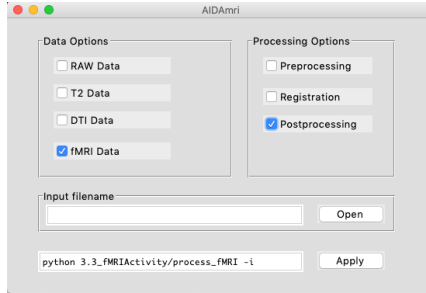 AIDAmri
Data Options
RAW Data
T2 Data
DTI Data
fMRI Data
Processing Options
Preprocessing
Registration
Postprocessing
Input filename
Open
python 3.3_fMRIActivity/process_fMRI -i
Apply